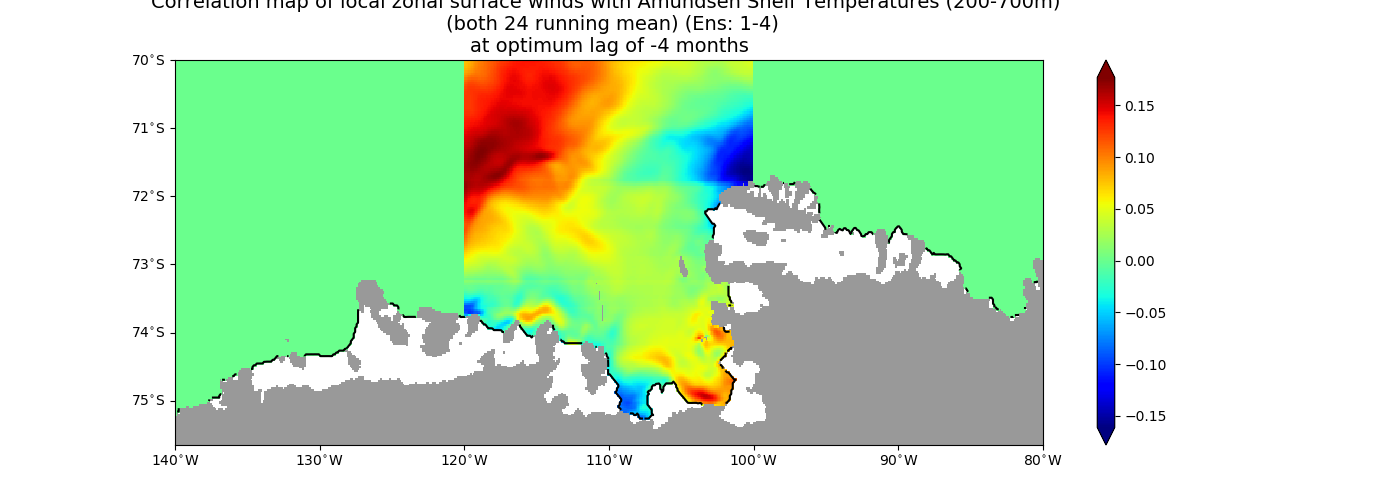 Correlation map of local zonal surface winds with Amundsen Shelf Temperatures (200-700m)
(both 24 running mean) (Ens: 1-4)
at optimum lag of -4 months
70°S
71°S
72°S
73°S
74°S
75°S
140°W 130°W 120°W 110°W 100°W 90°W 80°W
0.15
0.10
0.05
0.00
−0.05
−0.10
−0.15